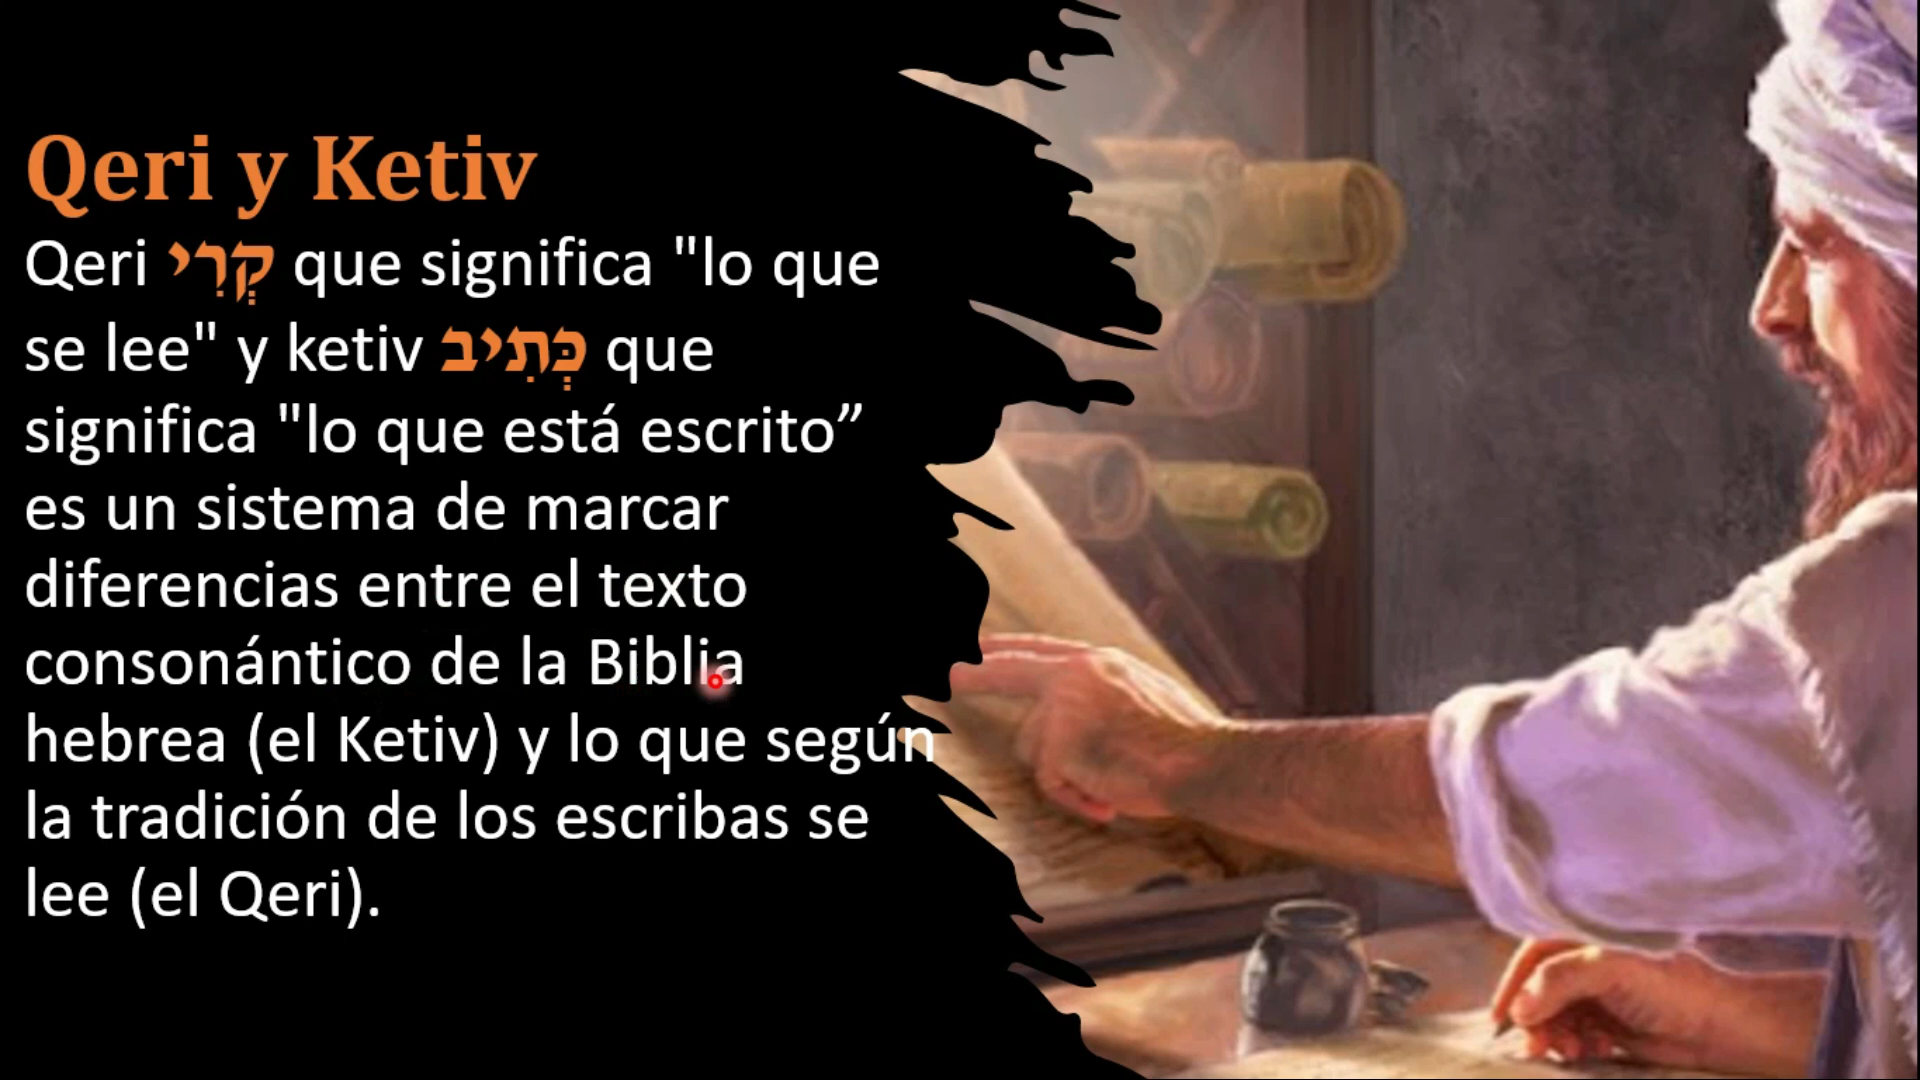 Qeri y Ketiv
Qeri קְרִי que significa "lo que
se lee" y ketiv כְּתִיב que
significa "lo que está escrito”
es un sistema de marcar
diferencias entre el texto
consonántico de la Biblia
hebrea (el Ketiv) y lo que según
la tradición de los escribas se
lee (el Qeri).